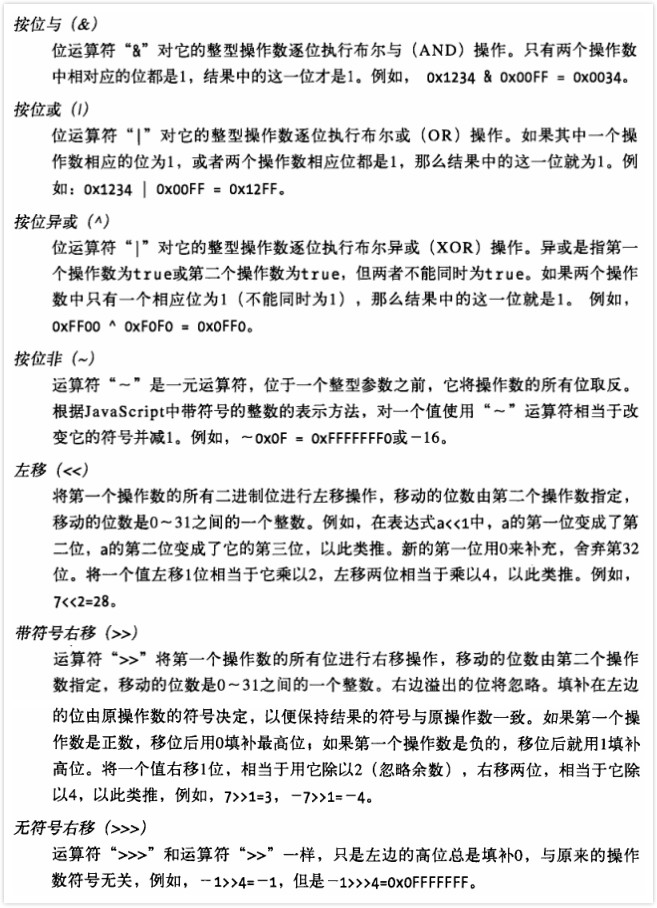 按位与（&）
位运算符“&”对它的整型操作数逐位执行布尔与（AND）操作。只有两个操作数
中相对应的位都是1，结果中的这一位才是1。例如， 0x1234 & 0x00FF = 0x0034。
按位或（|）
位运算符“|”对它的整型操作数逐位执行布尔或（OR）操作。如果其中一个操
作数相应的位为1，或者两个操作数相应位都是1，那么结果中的这一位就为1。例
如：0x1234 | 0x00FF = 0x12FF。
按位异或（^）
位运算符“|”对它的整型操作数逐位执行布尔异或（XOR）操作。异或是指第一
个操作数为true或第二个操作数为true，但两者不能同时为true。如果两个操作
数中只有一个相应位为1（不能同时为1），那么结果中的这一位就是1。 例如，
0xFF00 ^ 0xF0F0 = 0x0FF0。
按位非（~）
运算符“～”是一元运算符，位于一个整型参数之前，它将操作数的所有位取反。
根据JavaScript中带符号的整数的表示方法，对一个值使用“～”运算符相当于改
变它的符号并减1。例如，～0x0F = 0xFFFFFFF0或－16。
左移（<<）
将第一个操作数的所有二进制位进行左移操作，移动的位数由第二个操作数指定，
移动的位数是0～31之间的一个整数。例如，在表达式a<<1中，a的第一位变成了第
二位，a的第二位变成了它的第三位，以此类推。新的第一位用0来补充，舍弃第32
位。将一个值左移1位相当于它乘以2，左移两位相当于乘以4，以此类推。例如，
7<<2=28。
带符号右移（>>）
运算符“>>”将第一个操作数的所有位进行右移操作，移动的位数由第二个操作
数指定，移动的位数是0～31之间的一个整数。右边溢出的位将忽略。填补在左边
的位由原操作数的符号决定，以便保持结果的符号与原操作数一致。如果第一个操
作数是正数，移位后用0填补最高位；如果第一个操作数是负的，移位后就用1填补
高位。将一个值右移1位，相当于用它除以2（忽略余数），右移两位，相当于它除
以4，以此类推，例如，7>>1=3，－7>>1=－4。
无符号右移（>>>）
运算符“>>>”和运算符“>>”一样，只是左边的高位总是填补0，与原来的操作
数符号无关，例如，－1>>4=－1，但是－1>>>4=0x0FFFFFFF。